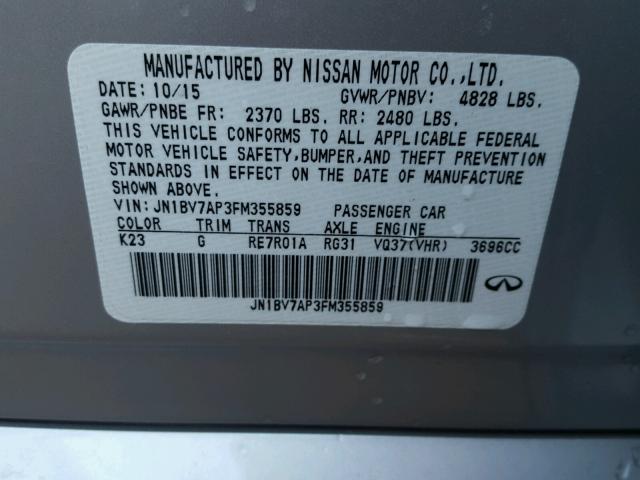 MANUFACTURED BY NISSAN MOTOR CO.,LTD.
DATE: 10/15 GVWR/PNBV: 4828 LBS.
GAWR/PNBE FR: 2370 LBS. RR: 2480 LBS.
THIS VEHICLE CONFORMS TO ALL APPLICABLE FEDERAL
MOTOR VEHICLE SAFETY,BUMPER,AND THEFT PREVENTION
STANDARDS IN EFFECT ON THE DATE OF MANUFACTURE
SHOWN ABOVE.
VIN:JN1BV7AP3FM355859 PASSENGER CAR
COLOR TRIM TRANS AXLE ENGINE
K23 G RE7R01A RG31 VQ37(VHR) 3696CC
JN1BV7AP3FM355859